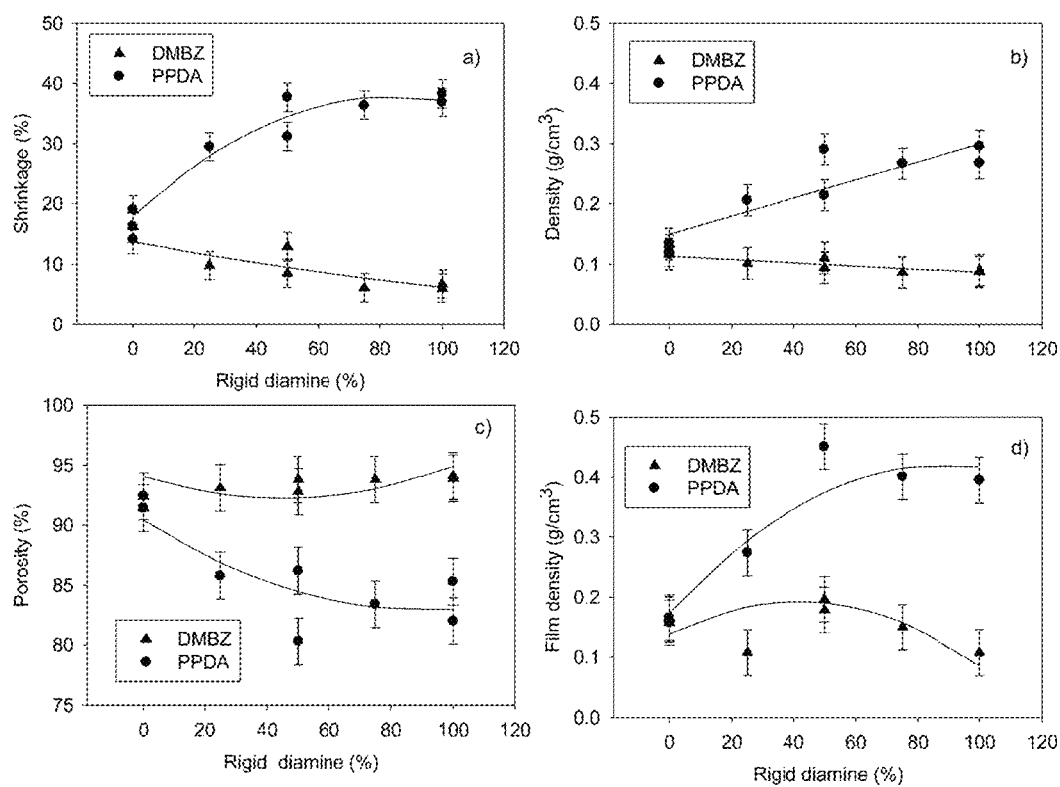 50
40
30
20
10
0
Shrinkage (%)
DMBZ
PPDA
a)
0 20 40 60 80 100 120
Rigid diamine (%)
0.5
0.4
0.3
0.2
0.1
0.0
Density (g/cm³)
DMBZ
PPDA
b)
0 20 40 60 80 100 120
Rigid diamine (%)
100
95
90
85
80
75
Porosity (%)
DMBZ
PPDA
c)
0 20 40 60 80 100 120
Rigid diamine (%)
0.5
0.4
0.3
0.2
0.1
0.0
Film density (g/cm³)
DMBZ
PPDA
d)
0 20 40 60 80 100 120
Rigid diamine (%)